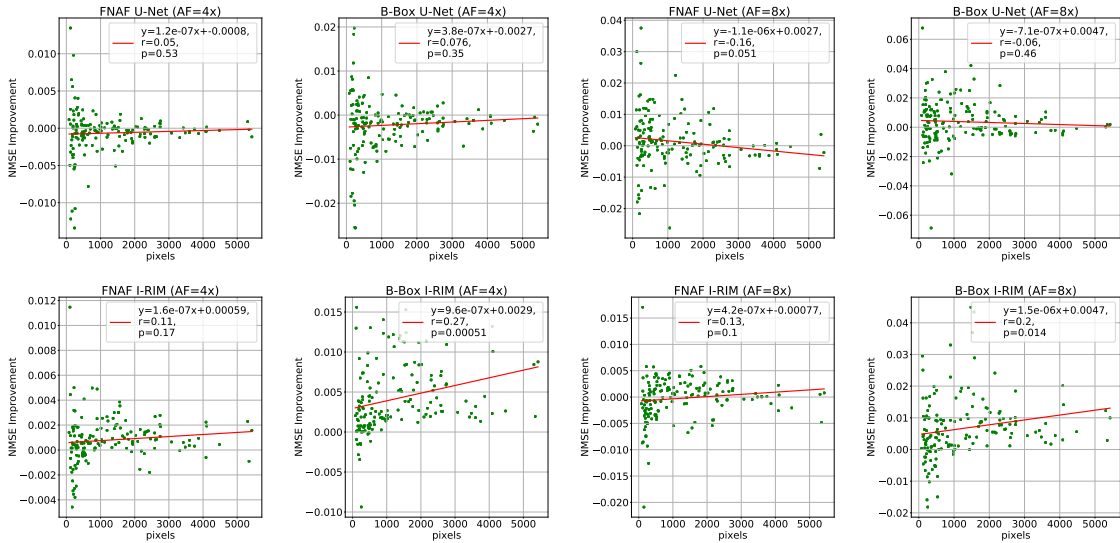 FNAF U-Net (AF=4x)
y=1.2e-07x+-0.0008,
r=0.05,
p=0.53
NMSE Improvement
0.010
0.005
0.000
−0.005
−0.010
0 1000 2000 3000 4000 5000
pixels
B-Box U-Net (AF=4x)
y=3.8e-07x+-0.0027,
r=0.076,
p=0.35
NMSE Improvement
0.02
0.01
0.00
−0.01
−0.02
0 1000 2000 3000 4000 5000
pixels
FNAF U-Net (AF=8x)
y=-1.1e-06x+0.0027,
r=-0.16,
p=0.051
NMSE Improvement
0.04
0.03
0.02
0.01
0.00
−0.01
−0.02
0 1000 2000 3000 4000 5000
pixels
B-Box U-Net (AF=8x)
y=-7.1e-07x+0.0047,
r=-0.06,
p=0.46
NMSE Improvement
0.06
0.04
0.02
0.00
−0.02
−0.04
−0.06
0 1000 2000 3000 4000 5000
pixels
FNAF I-RIM (AF=4x)
y=1.6e-07x+0.00059,
r=0.11,
p=0.17
NMSE Improvement
0.012
0.010
0.008
0.006
0.004
0.002
0.000
−0.002
−0.004
0 1000 2000 3000 4000 5000
pixels
B-Box I-RIM (AF=4x)
y=9.6e-07x+0.0029,
r=0.27,
p=0.00051
NMSE Improvement
0.015
0.010
0.005
0.000
−0.005
−0.010
0 1000 2000 3000 4000 5000
pixels
FNAF I-RIM (AF=8x)
y=4.2e-07x+-0.00077,
r=0.13,
p=0.1
NMSE Improvement
0.015
0.010
0.005
0.000
−0.005
−0.010
−0.015
−0.020
0 1000 2000 3000 4000 5000
pixels
B-Box I-RIM (AF=8x)
y=1.5e-06x+0.0047,
r=0.2,
p=0.014
NMSE Improvement
0.04
0.03
0.02
0.01
0.00
−0.01
−0.02
0 1000 2000 3000 4000 5000
pixels